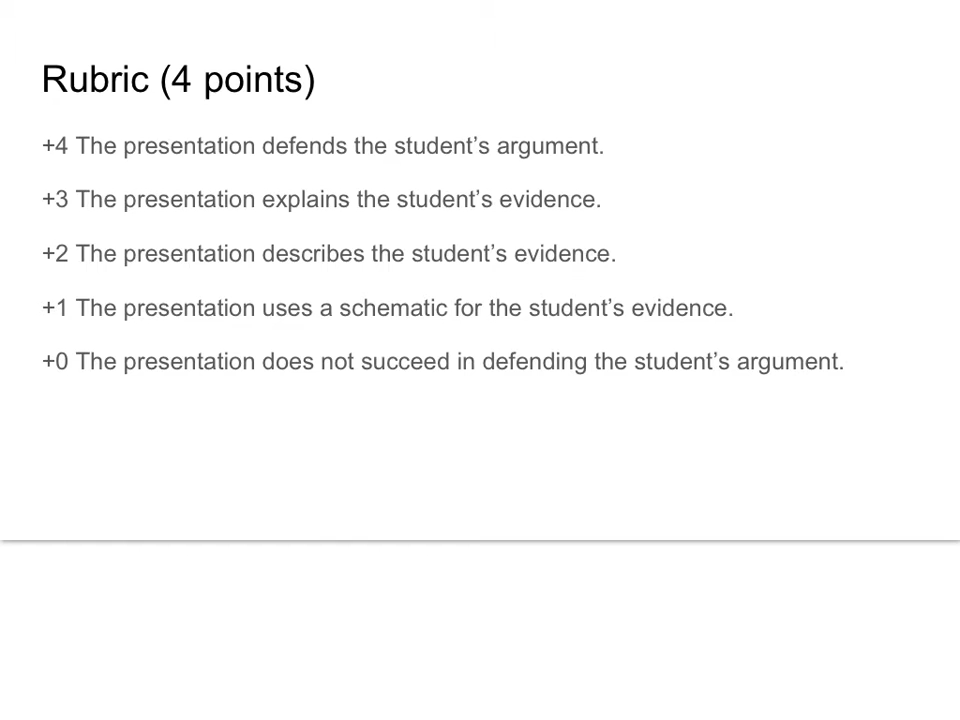 Rubric (4 points)
+4 The presentation defends the student’s argument.
+3 The presentation explains the student’s evidence.
+2 The presentation describes the student’s evidence.
+1 The presentation uses a schematic for the student’s evidence.
+0 The presentation does not succeed in defending the student’s argument.